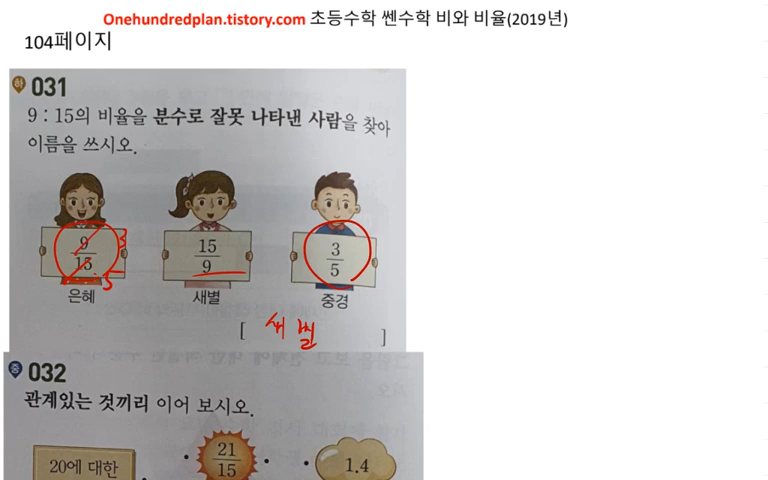 Onehundredplan.tistory.com 초등수학 쎈수학 비와 비율(2019년)
104페이지
하 031
9 : 15의 비율을 분수로 잘못 나타낸 사람을 찾아
이름을 쓰시오.
9/15 3 5
15/9
3/5
은혜 새별 중경
[ 새별 ]
중 032
관계있는 것끼리 이어 보시오.
20에 대한
21/15
1.4